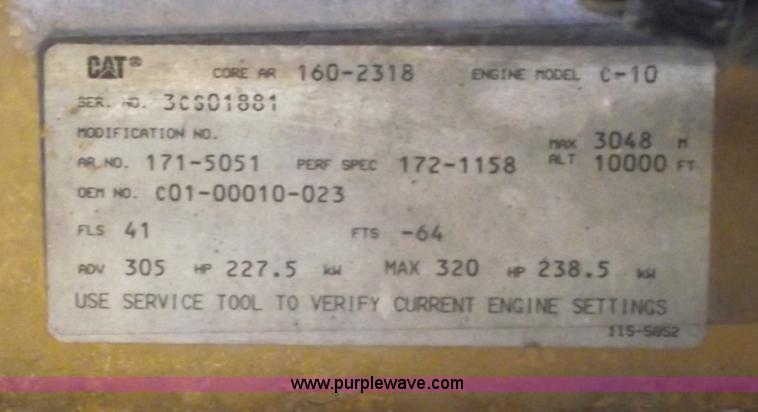 CAT® CORE AR 160-2318 ENGINE MODEL C-10
SER. NO. 3CS01881
MODIFICATION NO.
MAX 3048 M
AR.NO. 171-5051 PERF SPEC 172-1158 ALT 10000 FT
OEM NO. C01-00010-023
FLS 41 FTS -64
ADV 305 HP 227.5 kW MAX 320 HP 238.5 kW
USE SERVICE TOOL TO VERIFY CURRENT ENGINE SETTINGS
115-5852
www.purplewave.com